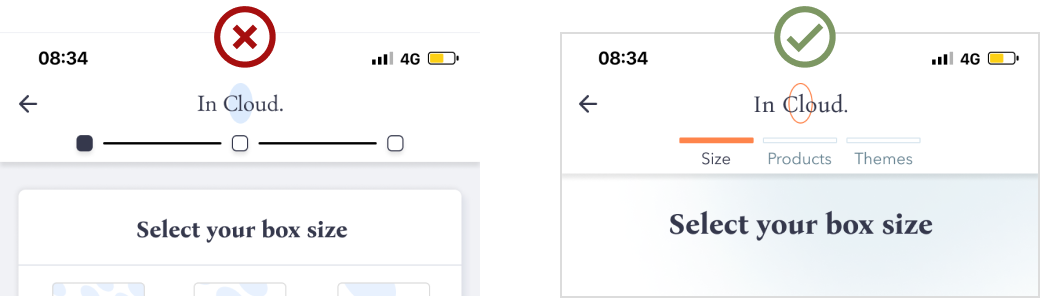 08:34
4G
In Cloud.
Select your box size
08:34
4G
In Cloud.
Size
Products
Themes
Select your box size